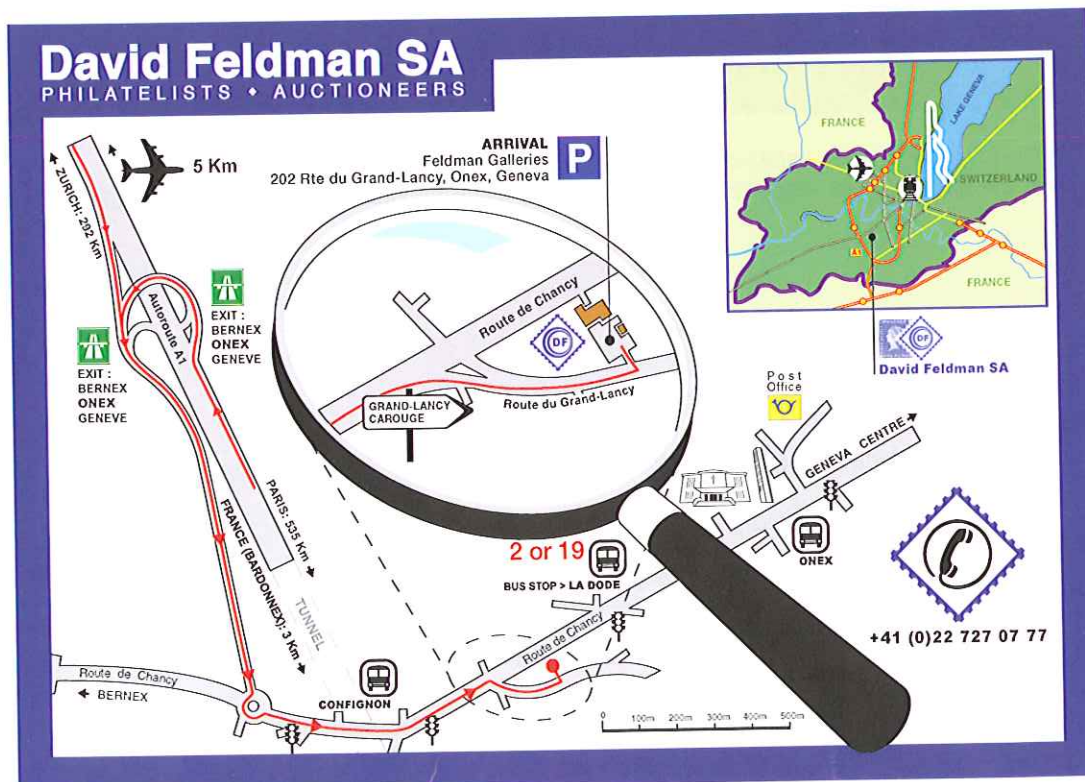 David Feldman SA
PHILATELISTS • AUCTIONEERS
ARRIVAL
Feldman Galleries
202 Rte du Grand-Lancy, Onex, Geneva
P
5 Km
ZURICH: 292 Km
Autoroute A1
EXIT :
BERNEX
ONEX
GENEVE
EXIT :
BERNEX
ONEX
GENEVE
PARIS: 535 Km
FRANCE (BARDONNEX): 3 Km
TUNNEL
Route de Chancy
DF
Route du Grand-Lancy
GRAND-LANCY
CAROUGE
FRANCE
LAKE GENEVA
SWITZERLAND
A1
FRANCE
DF
David Feldman SA
Post
Office
GENEVA CENTRE
ONEX
2 or 19
BUS STOP > LA DODE
Route de Chancy
+41 (0)22 727 07 77
Route de Chancy
BERNEX
CONFIGNON
0 100m 200m 300m 400m 500m